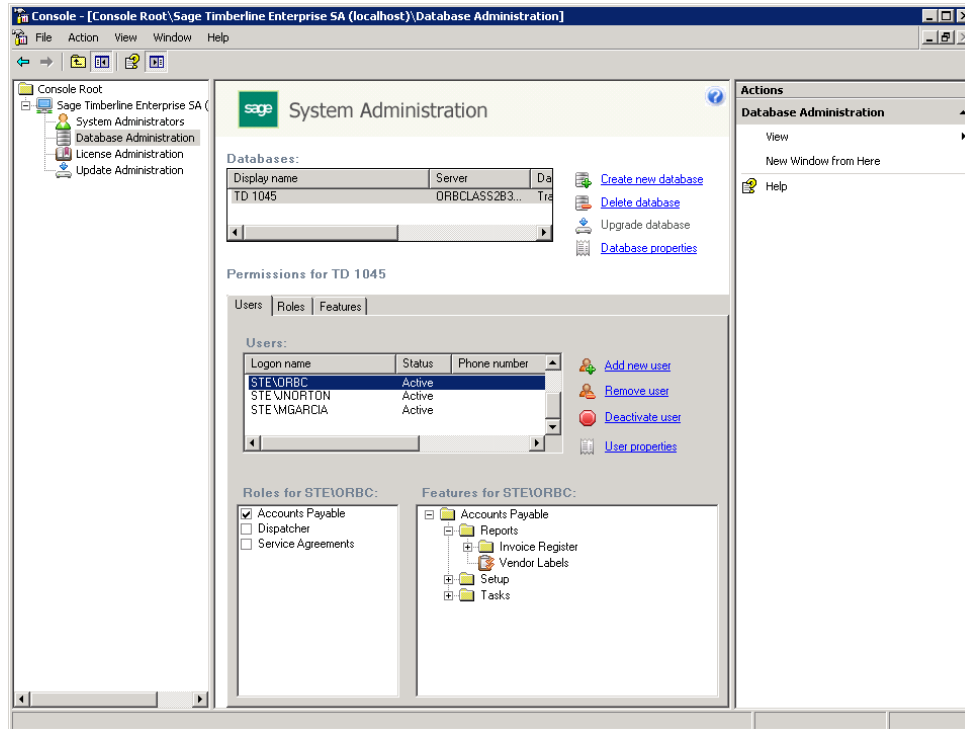 Console - [Console Root\Sage Timberline Enterprise SA (localhost)\Database Administration]
File Action View Window Help
Console Root
Sage Timberline Enterprise SA (
System Administrators
Database Administration
License Administration
Update Administration
sage System Administration
Databases:
Display name Server Da
TD 1045 ORBCLASS2B3... Tra
Create new database
Delete database
Upgrade database
Database properties
Permissions for TD 1045
Users Roles Features
Users:
Logon name Status Phone number
STE\ORBC Active
STE\JNORTON Active
STE\MGARCIA Active
Add new user
Remove user
Deactivate user
User properties
Roles for STE\ORBC:
Accounts Payable
Dispatcher
Service Agreements
Features for STE\ORBC:
Accounts Payable
Reports
Invoice Register
Vendor Labels
Setup
Tasks
Actions
Database Administration
View
New Window from Here
Help